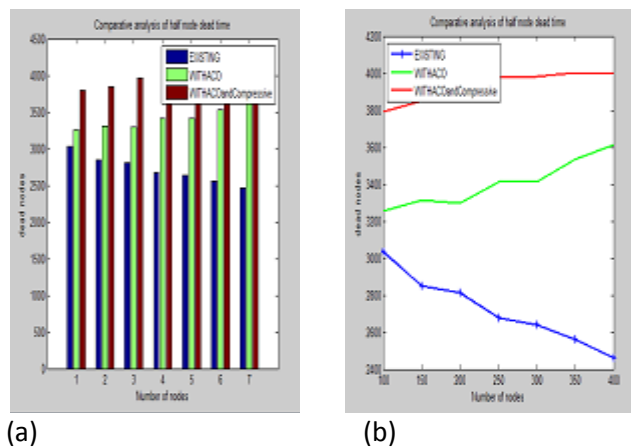 Comparative analysis of half node dead time
4500
4000
3500
3000
2500
2000
1500
1000
500
0
dead nodes
EXISTING
WITHACO
WITHACOandCompressive
1 2 3 4 5 6 7
Number of nodes
(a)
Comparative analysis of half node dead time
4200
4000
3800
3600
3400
3200
3000
2800
2600
2400
dead nodes
EXISTING
WITHACO
WITHACOandCompressive
100 150 200 250 300 350 400
Number of nodes
(b)